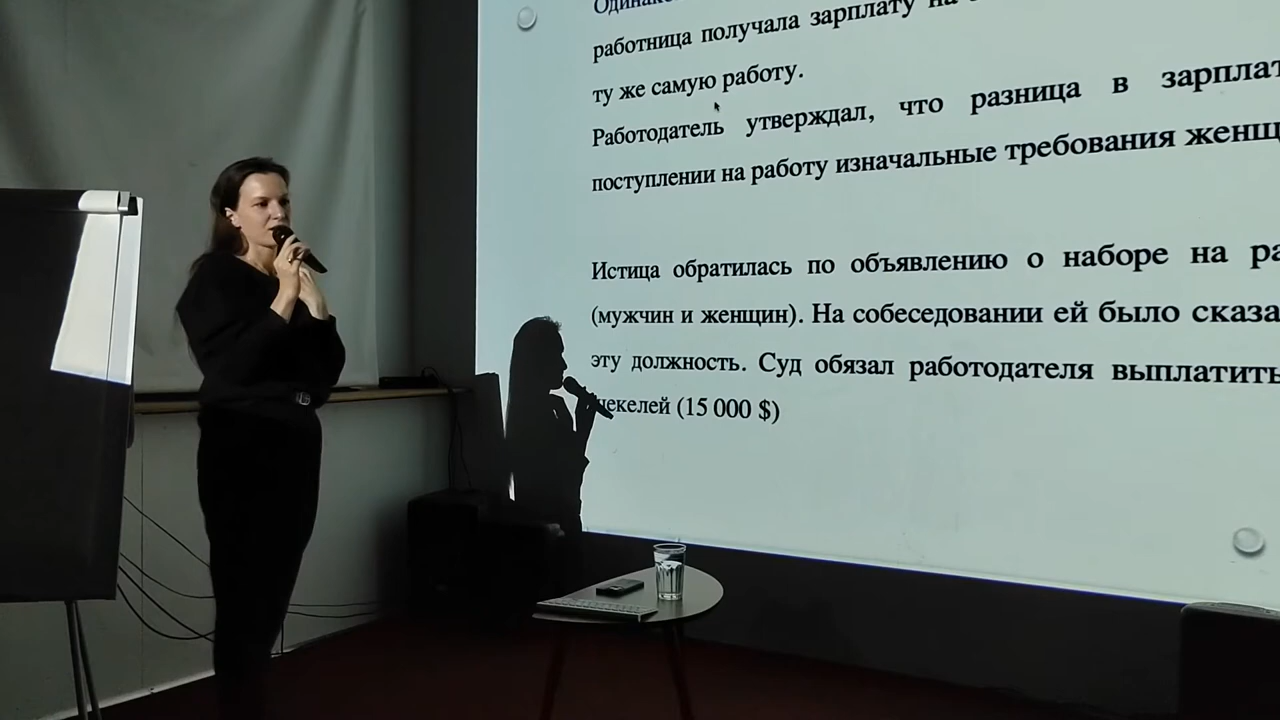 работница получала зарплату на
ту же самую работу.
Работодатель утверждал, что разница в зарплат
поступлении на работу изначальные требования женщ
Истица обратилась по объявлению о наборе на ра
(мужчин и женщин). На собеседовании ей было сказа
эту должность. Суд обязал работодателя выплатить
шекелей (15 000 $)